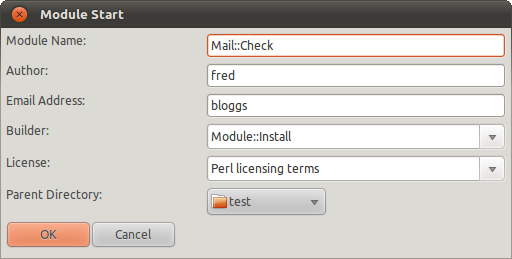 Module Start
Module Name: Mail::Check
Author: fred
Email Address: bloggs
Builder: Module::Install
License: Perl licensing terms
Parent Directory: test
OK Cancel